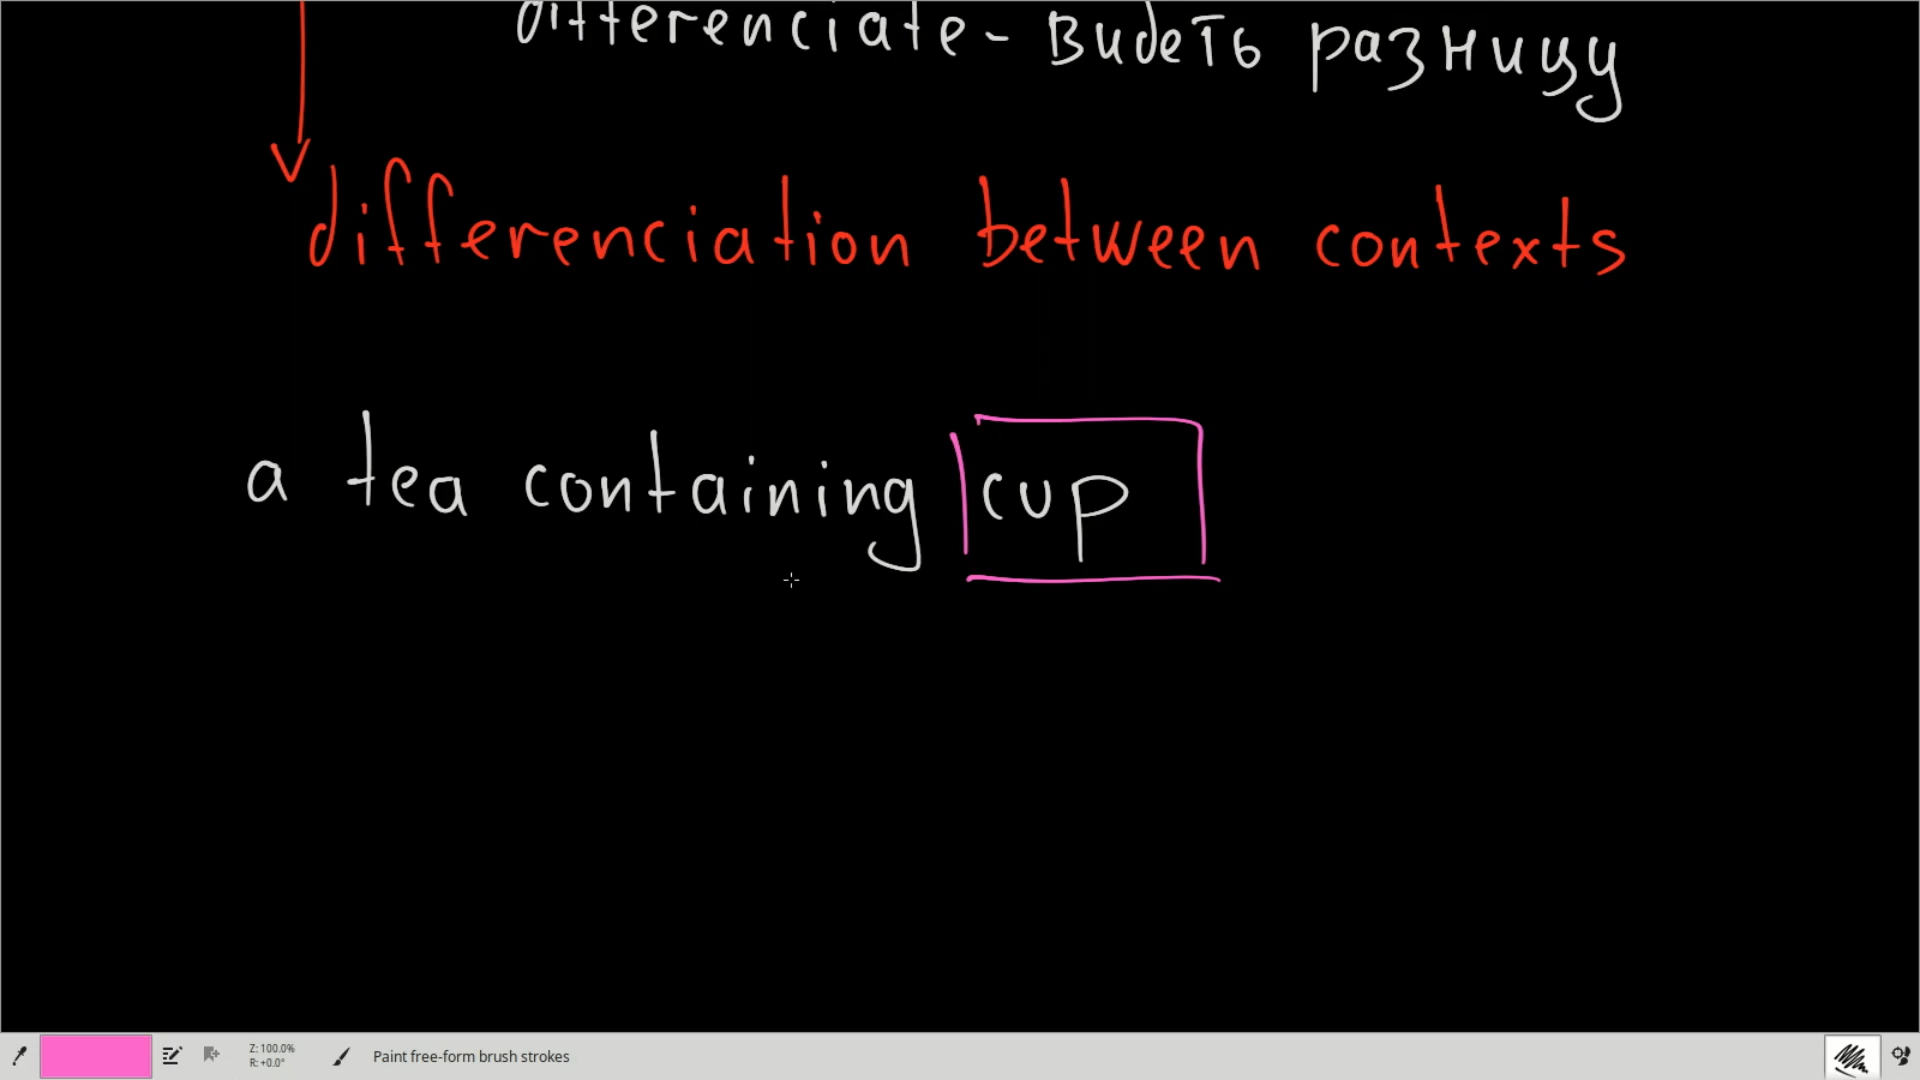 differenciate - видеть разницу
differenciation between contexts
a tea containing cup
Z: 100.0%
R: +0.0°
Paint free-form brush strokes